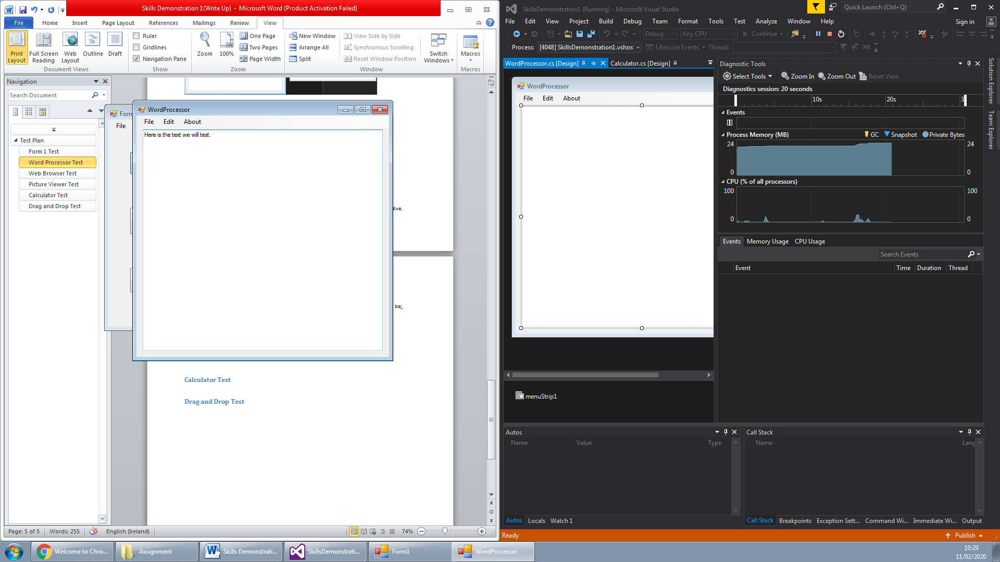 Skills Demonstration 1(Write Up) - Microsoft Word (Product Activation Failed)
File Home Insert Page Layout References Mailings Review View
Print Layout
Full Screen Reading
Web Layout
Outline
Draft
Document Views
Ruler
Gridlines
Navigation Pane
Show
Zoom
100%
One Page
Two Pages
Page Width
Zoom
New Window
Arrange All
Split
View Side by Side
Synchronous Scrolling
Reset Window Position
Window
Switch Windows
Macros
Macros
Navigation
Search Document
Test Plan
Form 1 Test
Word Processor Test
Web Browser Test
Picture Viewer Test
Calculator Test
Drag and Drop Test
Form
File
WordProcessor
File Edit About
Here is the text we will test.
tive.
be:
Calculator Test
Drag and Drop Test
Page: 5 of 5 Words: 255 English (Ireland) 74%
SkillsDemonstration1 (Running) - Microsoft Visual Studio
Quick Launch (Ctrl+Q)
File Edit View Project Build Debug Team Format Tools Test Analyze Window Help
Sign in
Debug Any CPU Continue
Process: [4048] SkillsDemonstration1.vshos Lifecycle Events Thread:
WordProcessor.cs [Design] Calculator.cs [Design]
WordProcessor
File Edit About
menuStrip1
Diagnostic Tools
Select Tools Zoom In Zoom Out Reset View
Diagnostics session: 20 seconds
10s 20s 3
Events
Process Memory (MB) GC Snapshot Private Bytes
24 24
0 0
CPU (% of all processors)
100 100
0 0
Events Memory Usage CPU Usage
Search Events
Event Time Duration Thread
Solution Explorer
Team Explorer
Autos
Name Value Type
Autos Locals Watch 1
Call Stack
Name Lang
Call Stack Breakpoints Exception Sett... Command Wi... Immediate Wi... Output
Ready Publish
Welcome to Chro...
Assignment
Skills Demonstrati...
SkillsDemonstrati...
Form1
WordProcessor
10:29
11/02/2020